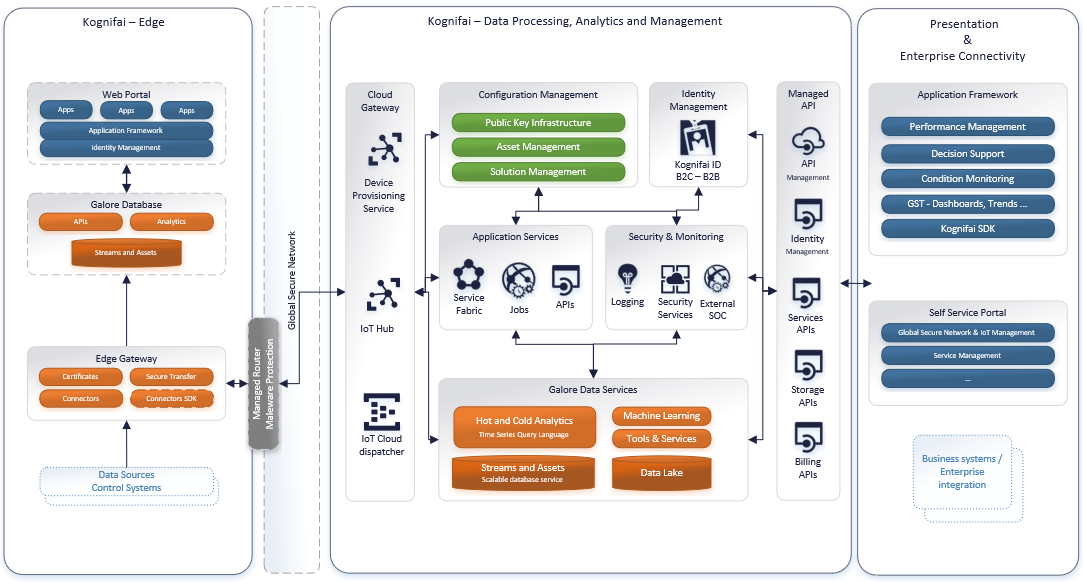 Kognifai – Edge
Web Portal
Apps
Apps
Apps
Application Framework
Identity Management
Galore Database
APIs
Analytics
Streams and Assets
Edge Gateway
Certificates
Secure Transfer
Connectors
Connectors SDK
Data Sources
Control Systems
Managed Router
Maleware Protection
Global Secure Network
Kognifai – Data Processing, Analytics and Management
Cloud
Gateway
Device
Provisioning
Service
IoT Hub
IoT Cloud
dispatcher
Configuration Management
Public Key Infrastructure
Asset Management
Solution Management
Identity
Management
Kognifai ID
B2C – B2B
Application Services
Service
Fabric
Jobs
APIs
Security & Monitoring
Logging
Security
Services
External
SOC
Galore Data Services
Hot and Cold Analytics
Time Series Query Language
Machine Learning
Tools & Services
Streams and Assets
Scalable database service
Data Lake
Managed
API
API
Management
Identity
Management
Services
APIs
Storage
APIs
Billing
APIs
Presentation
&
Enterprise Connectivity
Application Framework
Performance Management
Decision Support
Condition Monitoring
GST - Dashboards, Trends ...
Kognifai SDK
Self Service Portal
Global Secure Network & IoT Management
Service Management
...
Business systems /
Enterprise
integration